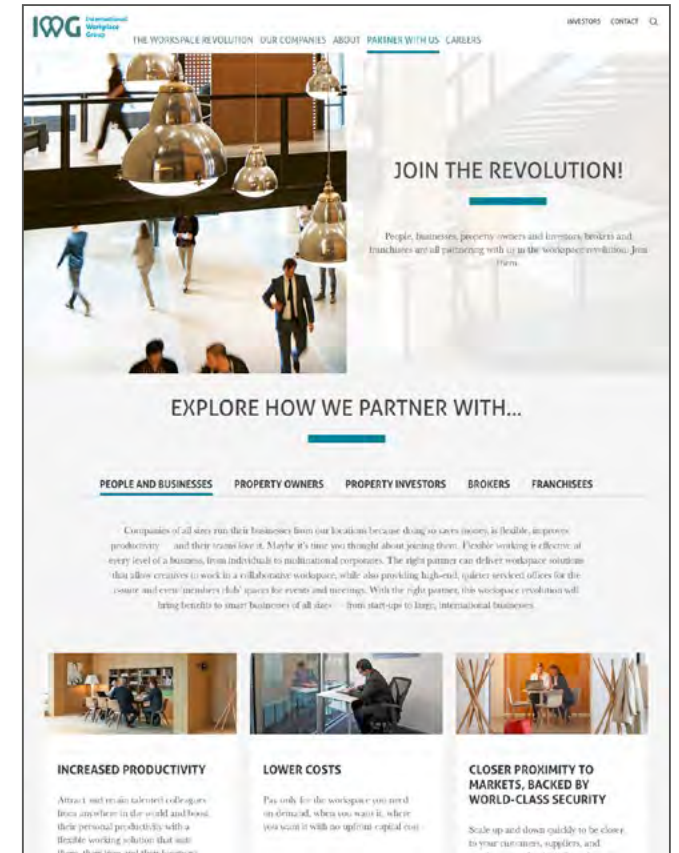 IWG International
Workplace
Group
INVESTORS CONTACT
THE WORKSPACE REVOLUTION OUR COMPANIES ABOUT PARTNER WITH US CAREERS
JOIN THE REVOLUTION!
People, businesses, property owners and investors, brokers and
franchisees are all partnering with us in the workspace revolution. Join
them.
EXPLORE HOW WE PARTNER WITH...
PEOPLE AND BUSINESSES PROPERTY OWNERS PROPERTY INVESTORS BROKERS FRANCHISEES
Companies of all sizes run their businesses from our locations because doing so saves money, is flexible, improves
productivity — and their teams love it. Maybe it's time you thought about joining them. Flexible working is effective at
every level of a business, from individuals to multinational corporates. The right partner can deliver workspace solutions
that allow creatives to work in a collaborative workspace, while also providing high-end, quieter serviced offices for the
c-suite and even members club' spaces for events and meetings. With the right partner, this workspace revolution will
bring benefits to smart businesses of all sizes — from start-ups to large, international businesses.
INCREASED PRODUCTIVITY
Attract and retain talented colleagues
from anywhere in the world and boost
their personal productivity with a
flexible working solution that suits
LOWER COSTS
Pay only for the workspace you need
on-demand, when you want it, where
you want it with no upfront capital cost
CLOSER PROXIMITY TO
MARKETS, BACKED BY
WORLD-CLASS SECURITY
Scale up and down quickly to be closer
to your customers, suppliers, and